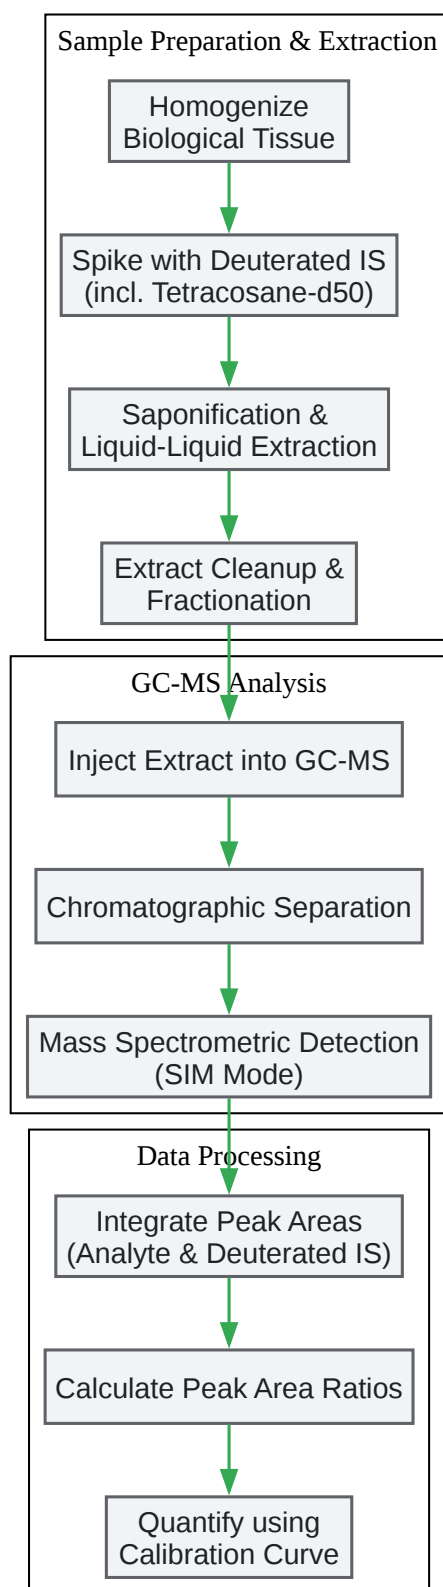 Sample Preparation & Extraction
Homogenize
Biological Tissue
Spike with Deuterated IS
(incl. Tetracosane-d50)
Saponification &
Liquid-Liquid Extraction
Extract Cleanup &
Fractionation
GC-MS Analysis
Inject Extract into GC-MS
Chromatographic Separation
Mass Spectrometric Detection
(SIM Mode)
Data Processing
Integrate Peak Areas
(Analyte & Deuterated IS)
Calculate Peak Area Ratios
Quantify using
Calibration Curve